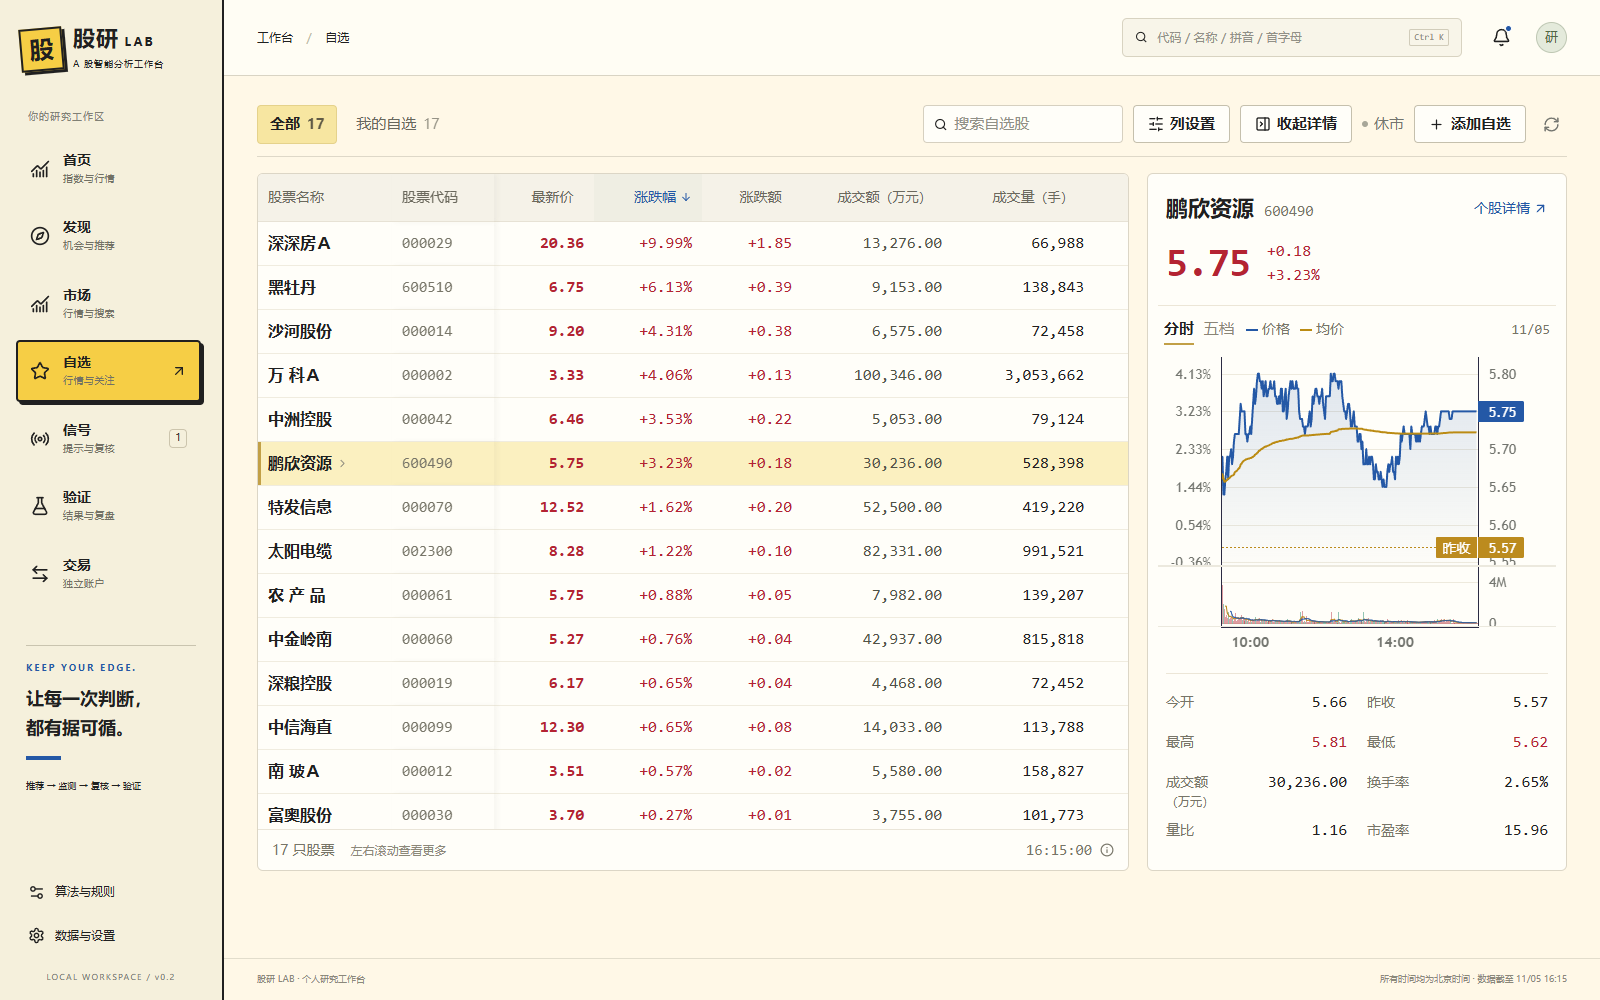 股
股研 LAB
A 股智能分析工作台
你的研究工作区
首页
指数与行情
发现
机会与推荐
市场
行情与搜索
自选
行情与关注
信号
提示与复核
1
验证
结果与复盘
交易
独立账户
KEEP YOUR EDGE.
让每一次判断,
都有据可循。
推荐 → 监测 → 复核 → 验证
算法与规则
数据与设置
LOCAL WORKSPACE / v0.2
工作台 / 自选
代码 / 名称 / 拼音 / 首字母 Ctrl K
研
全部 17 我的自选 17
搜索自选股 列设置 收起详情 休市 添加自选
股票名称 股票代码 最新价 涨跌幅 ↓ 涨跌额 成交额 (万元) 成交量 (手)
深深房A 000029 20.36 +9.99% +1.85 13,276.00 66,988
黑牡丹 600510 6.75 +6.13% +0.39 9,153.00 138,843
沙河股份 000014 9.20 +4.31% +0.38 6,575.00 72,458
万 科A 000002 3.33 +4.06% +0.13 100,346.00 3,053,662
中洲控股 000042 6.46 +3.53% +0.22 5,053.00 79,124
鹏欣资源 600490 5.75 +3.23% +0.18 30,236.00 528,398
特发信息 000070 12.52 +1.62% +0.20 52,500.00 419,220
太阳电缆 002300 8.28 +1.22% +0.10 82,331.00 991,521
农 产 品 000061 5.75 +0.88% +0.05 7,982.00 139,207
中金岭南 000060 5.27 +0.76% +0.04 42,937.00 815,818
深粮控股 000019 6.17 +0.65% +0.04 4,468.00 72,452
中信海直 000099 12.30 +0.65% +0.08 14,033.00 113,788
南 玻A 000012 3.51 +0.57% +0.02 5,580.00 158,827
富奥股份 000030 3.70 +0.27% +0.01 3,755.00 101,773
17 只股票 左右滚动查看更多 16:15:00
鹏欣资源 600490 个股详情
5.75
+0.18
+3.23%
分时 五档 价格 均价 11/05
4.13% 5.80
3.23% 5.75
2.33% 5.70
1.44% 5.65
0.54% 5.60
昨收 5.57
-0.36% 5.55
4M
0
10:00 14:00
今开 5.66 昨收 5.57
最高 5.81 最低 5.62
成交额 (万元) 30,236.00 换手率 2.65%
量比 1.16 市盈率 15.96
股研 LAB · 个人研究工作台
所有时间均为北京时间 · 数据截至 11/05 16:15